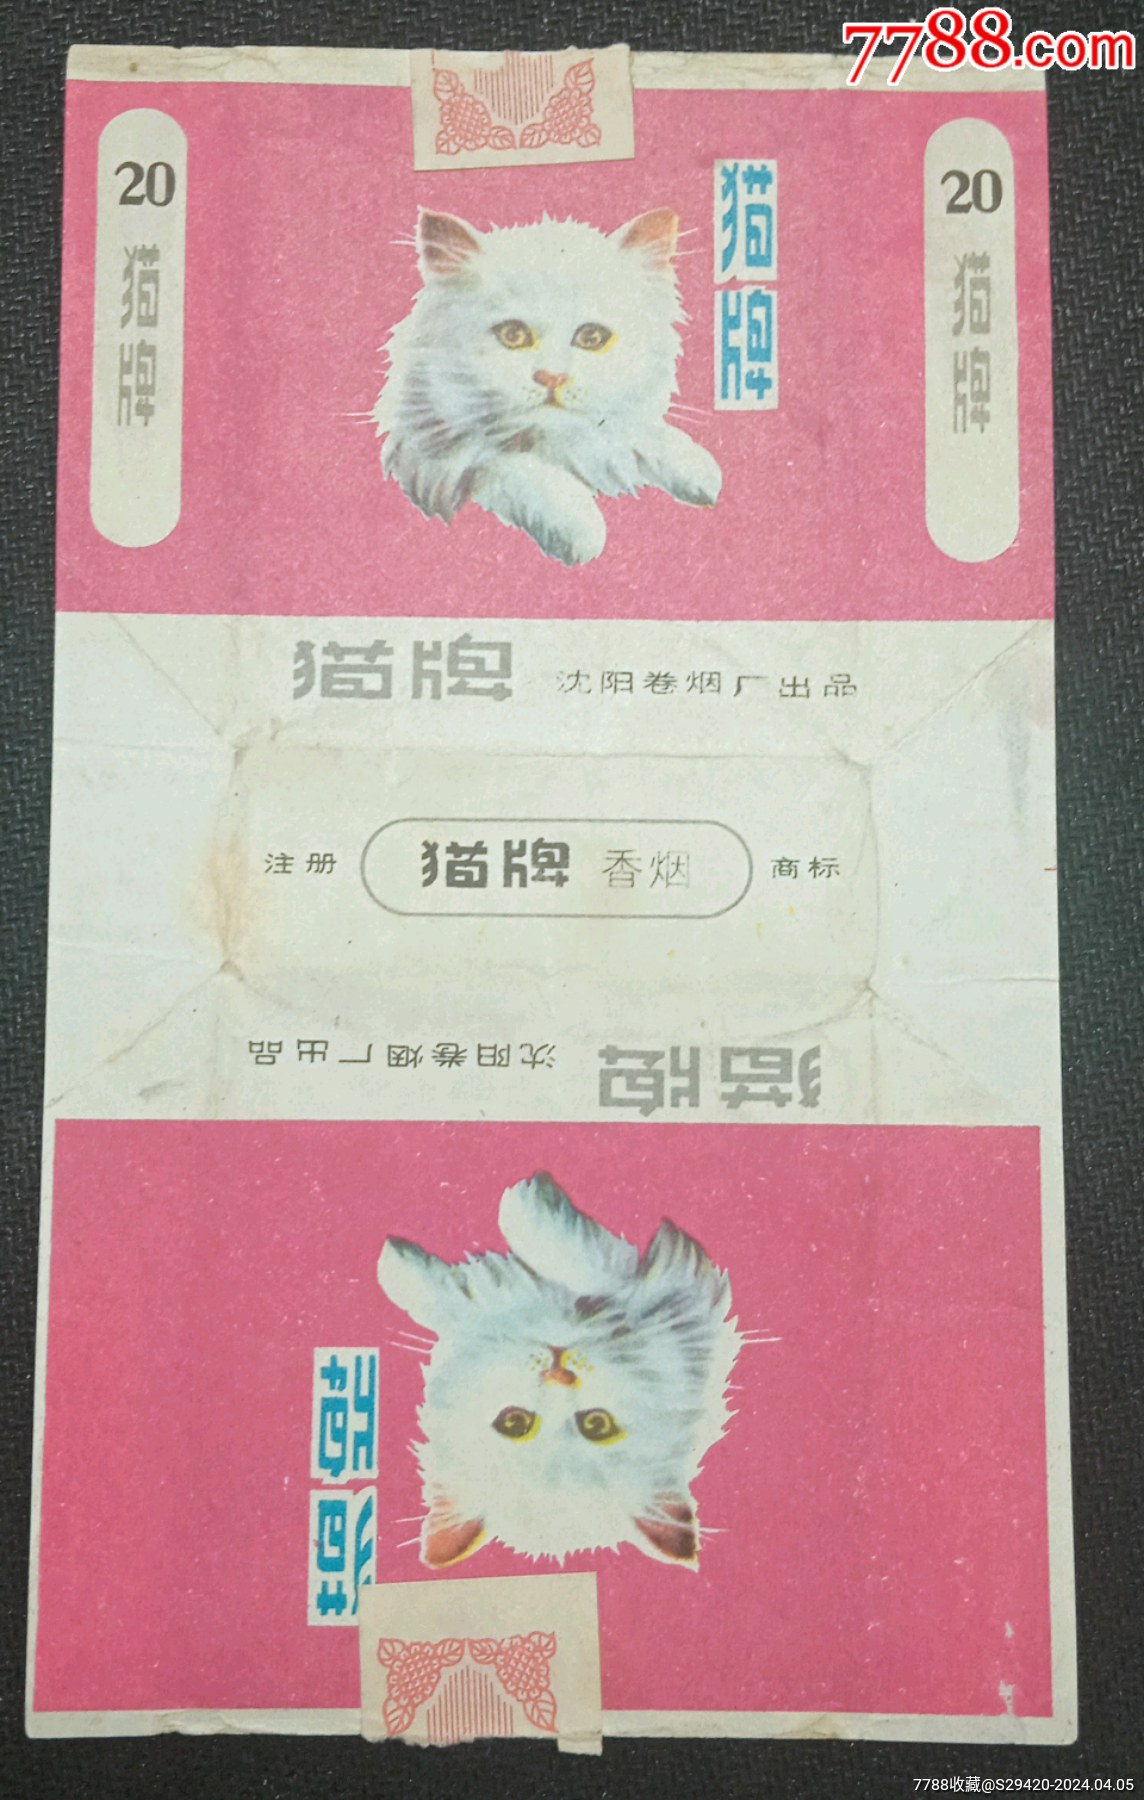 7788.com
20
猫牌
猫牌
20
猫牌
猫牌 沈阳卷烟厂出品
注册 猫牌 香烟 商标
猫牌 沈阳卷烟厂出品
猫牌
7788收藏@S29420-2024.04.05